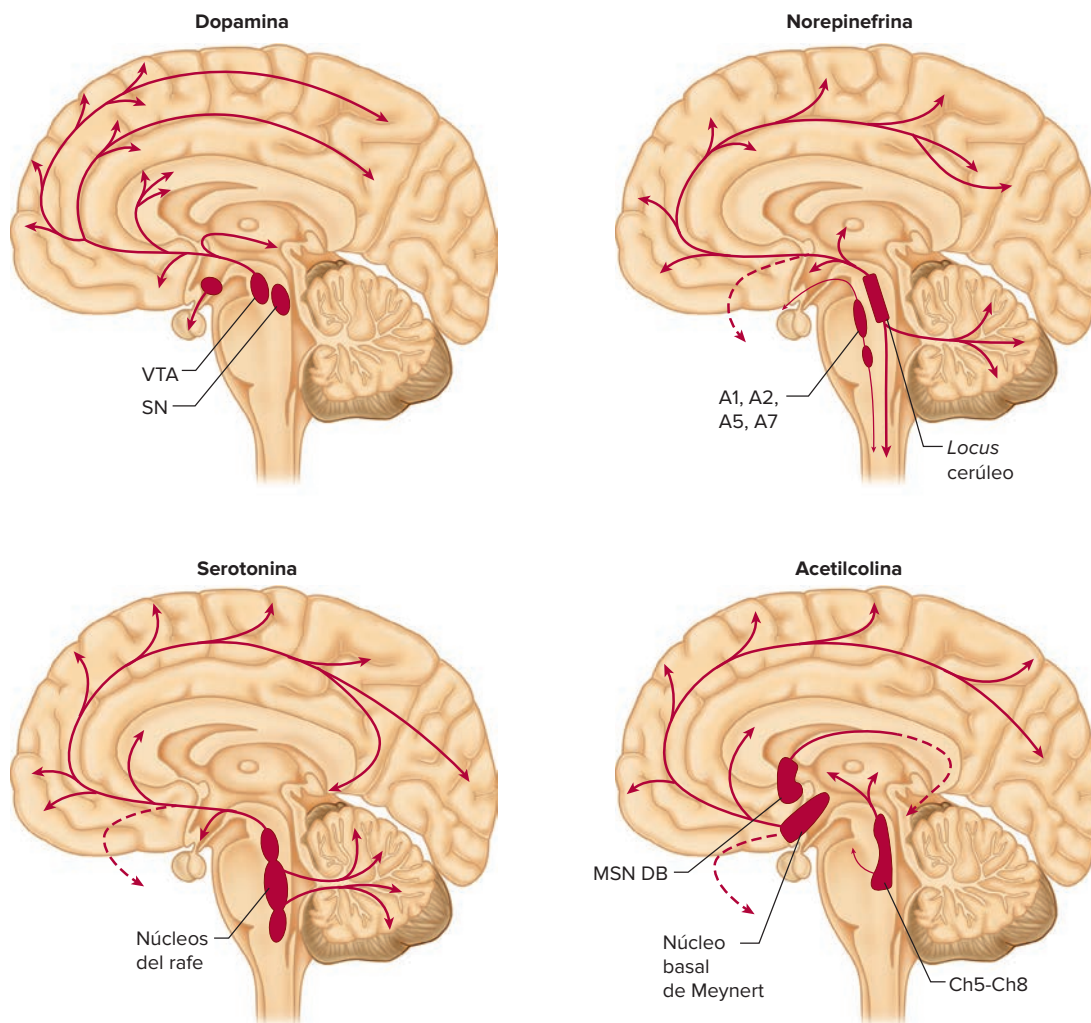 Dopamina
VTA
SN
Norepinefrina
A1, A2,
A5, A7
Locus
cerúleo
Serotonina
Núcleos
del rafe
Acetilcolina
MSN DB
Núcleo
basal
de Meynert
Ch5-Ch8